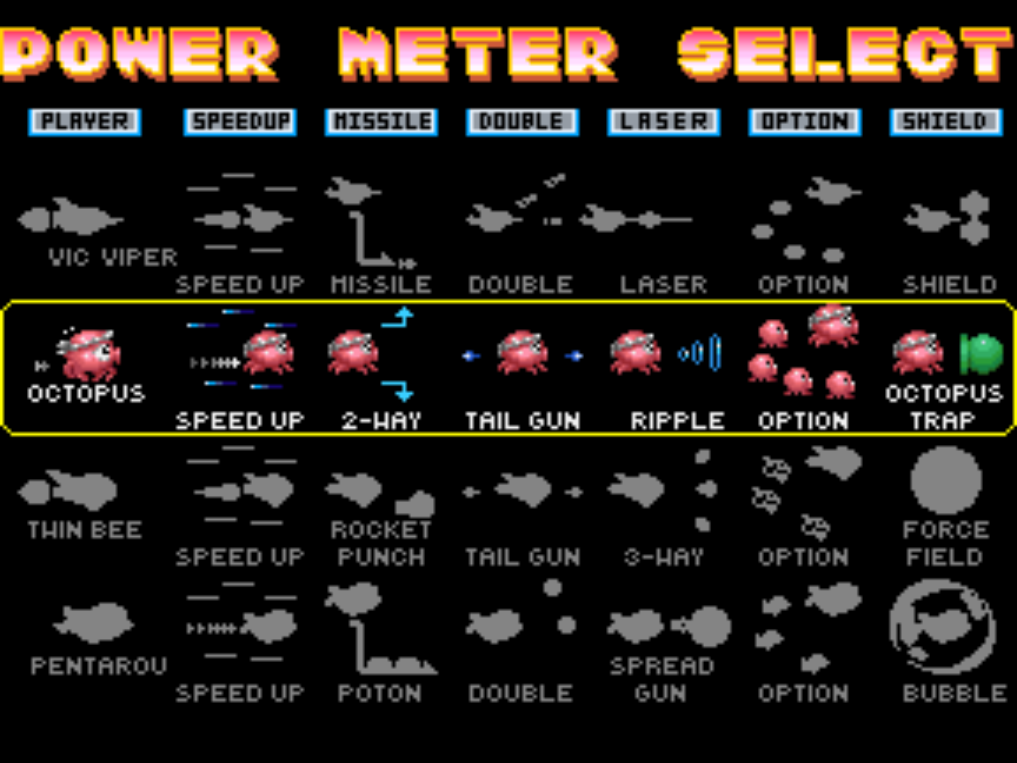 POWER METER SELECT
PLAYER SPEEDUP MISSILE DOUBLE LASER OPTION SHIELD
VIC VIPER
SPEED UP MISSILE DOUBLE LASER OPTION SHIELD
OCTOPUS OCTOPUS
SPEED UP 2-WAY TAIL GUN RIPPLE OPTION TRAP
TWIN BEE ROCKET FORCE
SPEED UP PUNCH TAIL GUN 3-WAY OPTION FIELD
PENTAROU SPREAD
SPEED UP POTON DOUBLE GUN OPTION BUBBLE